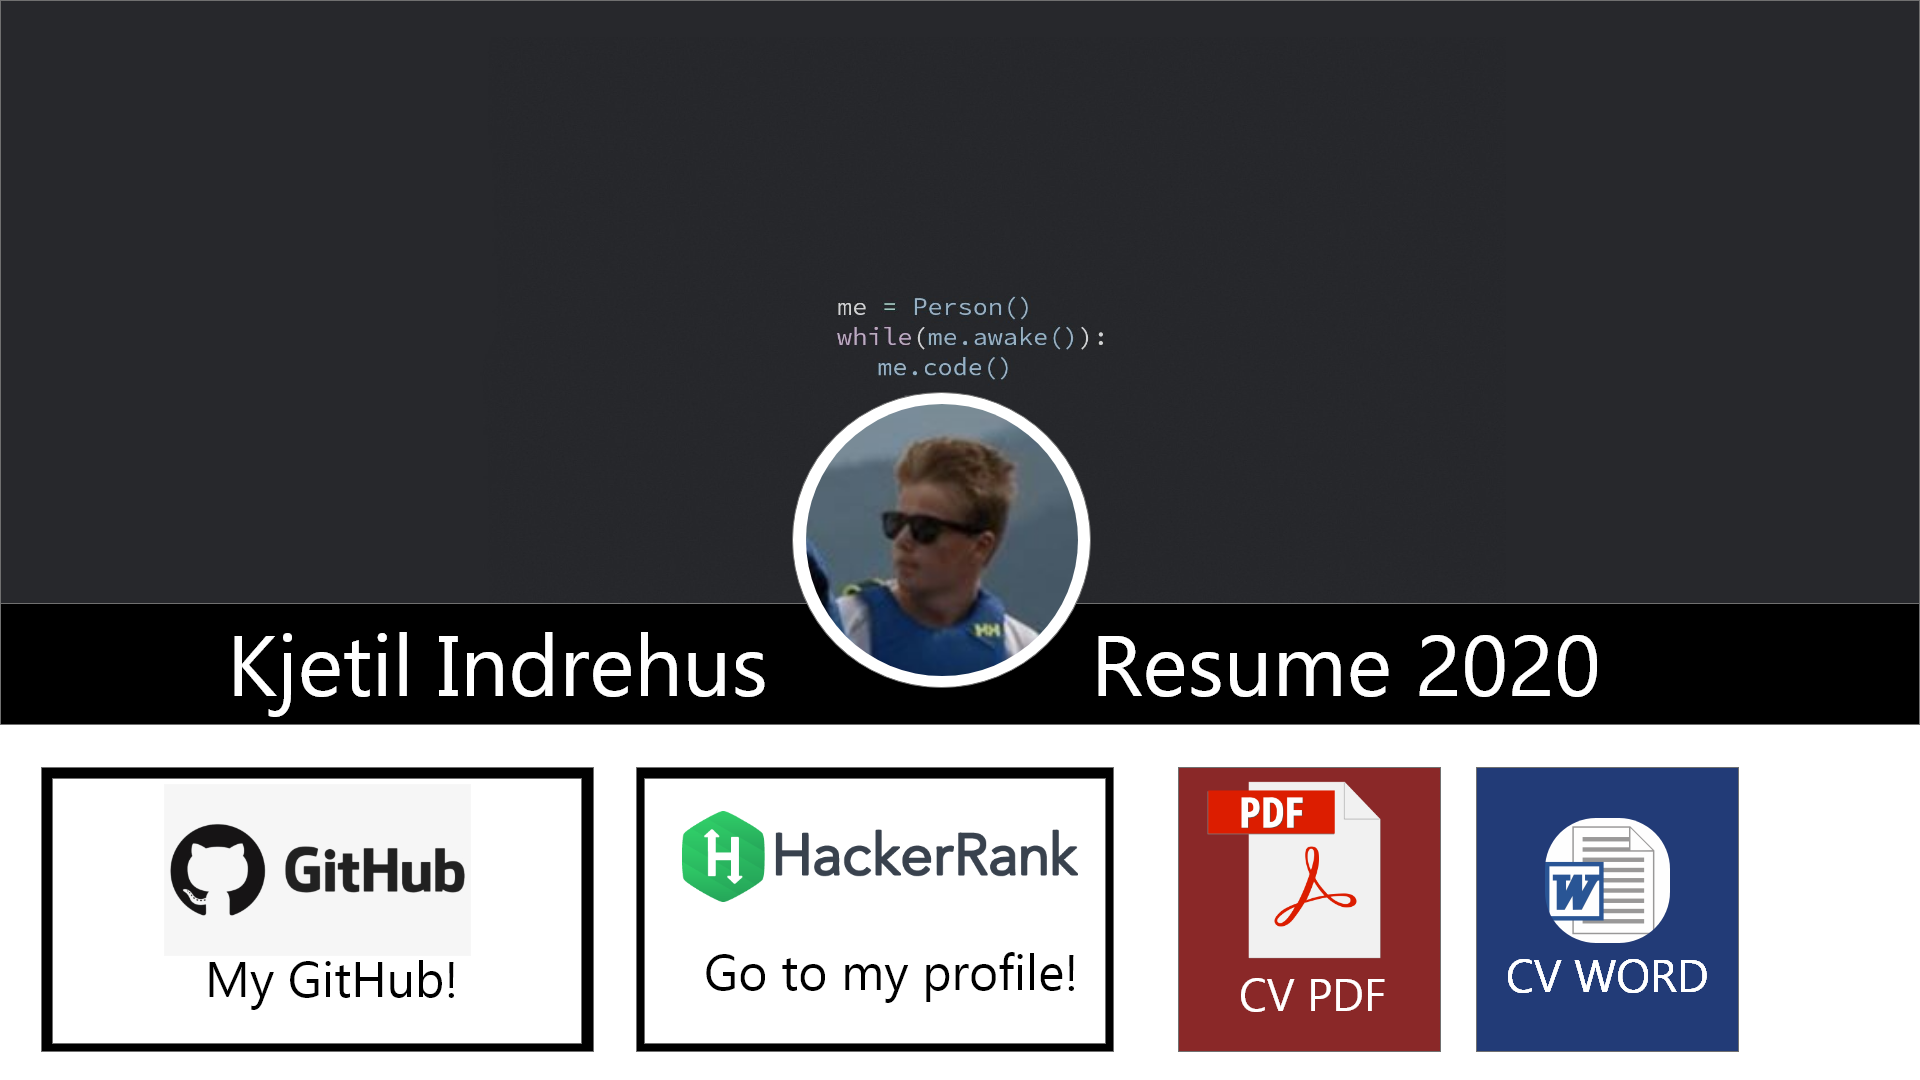 me = Person()
while(me.awake()):
me.code()
HH
Kjetil Indrehus
Resume 2020
GitHub
My GitHub!
H HackerRank
Go to my profile!
PDF
CV PDF
W
CV WORD